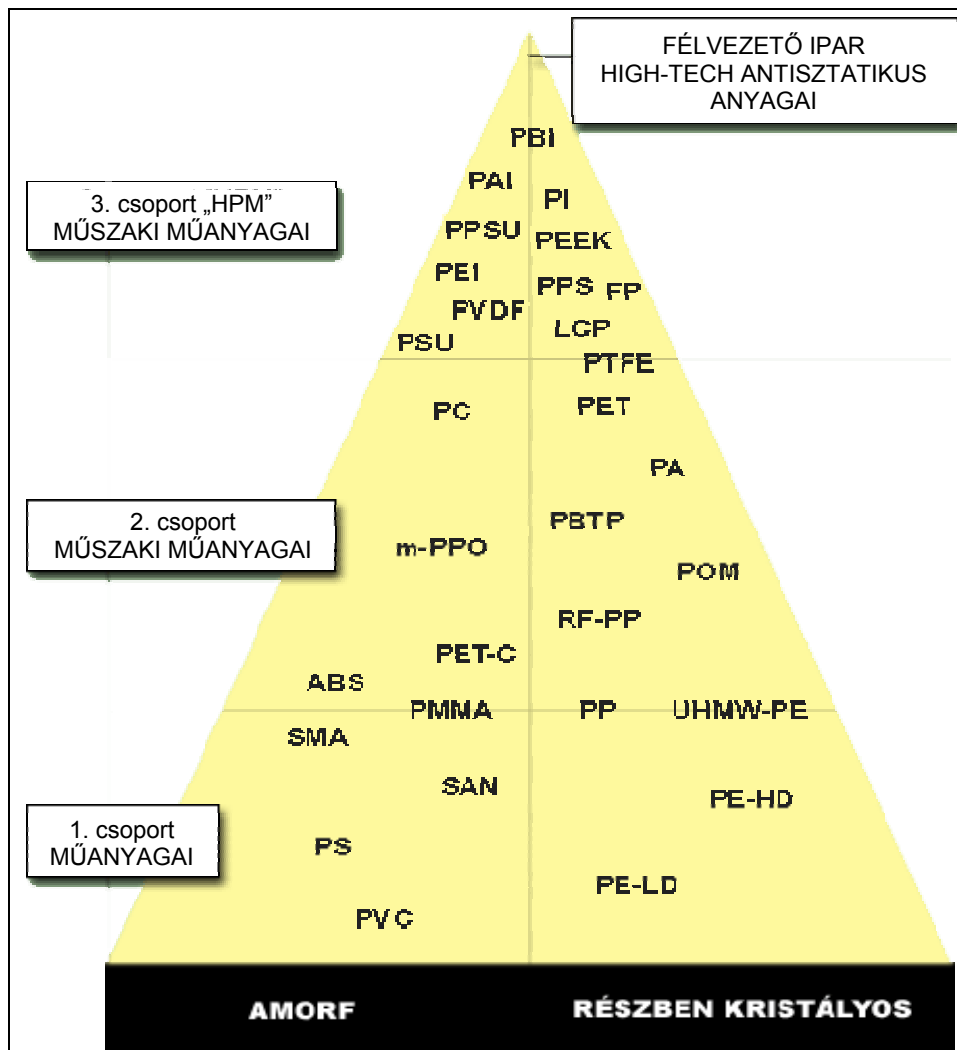 FÉLVEZETŐ IPAR
HIGH-TECH ANTISZTATIKUS
ANYAGAI
PBI
PAI
PI
3. csoport „HPM”
MŰSZAKI MŰANYAGAI
PPSU
PEEK
PEI
PPS
FP
PVDF
LCP
PSU
PTFE
PC
PET
PA
2. csoport
MŰSZAKI MŰANYAGAI
PBTP
m-PPO
POM
RF-PP
PET-C
ABS
PMMA
PP
UHMW-PE
SMA
SAN
PE-HD
1. csoport
MŰANYAGAI
PS
PE-LD
PVC
AMORF
RÉSZBEN KRISTÁLYOS